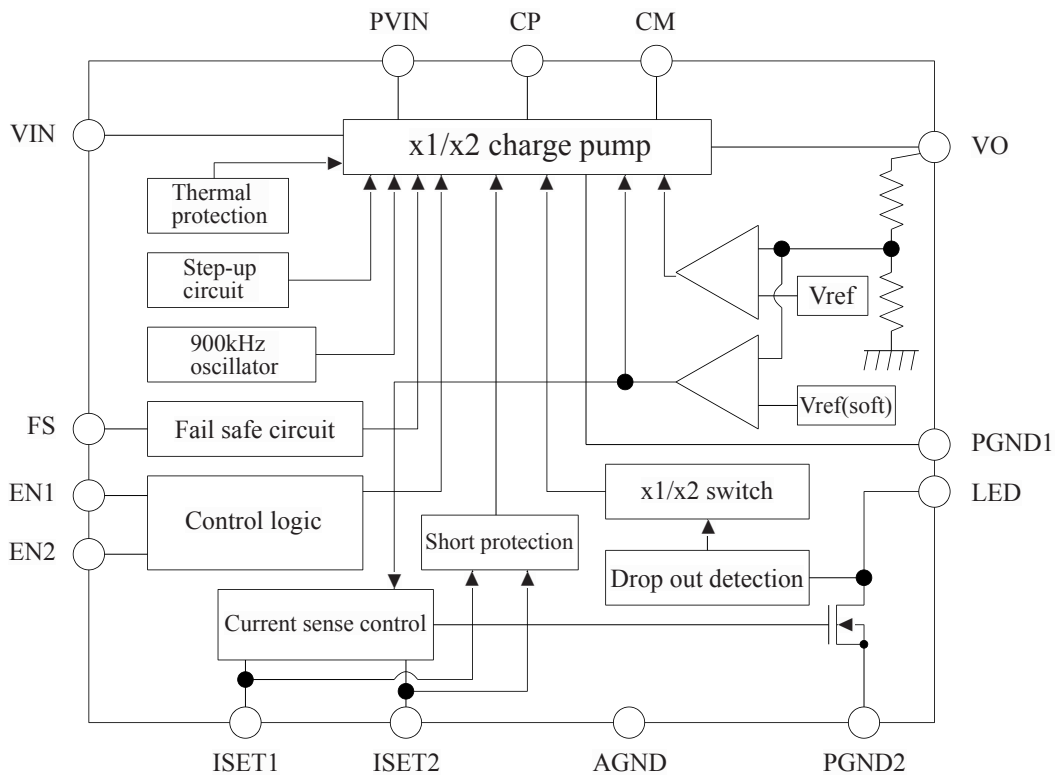 PVIN
CP
CM
VIN
x1/x2 charge pump
VO
Thermal
protection
Step-up
circuit
Vref
900kHz
oscillator
Vref(soft)
FS
Fail safe circuit
PGND1
EN1
x1/x2 switch
LED
Control logic
EN2
Short protection
Drop out detection
Current sense control
ISET1
ISET2
AGND
PGND2